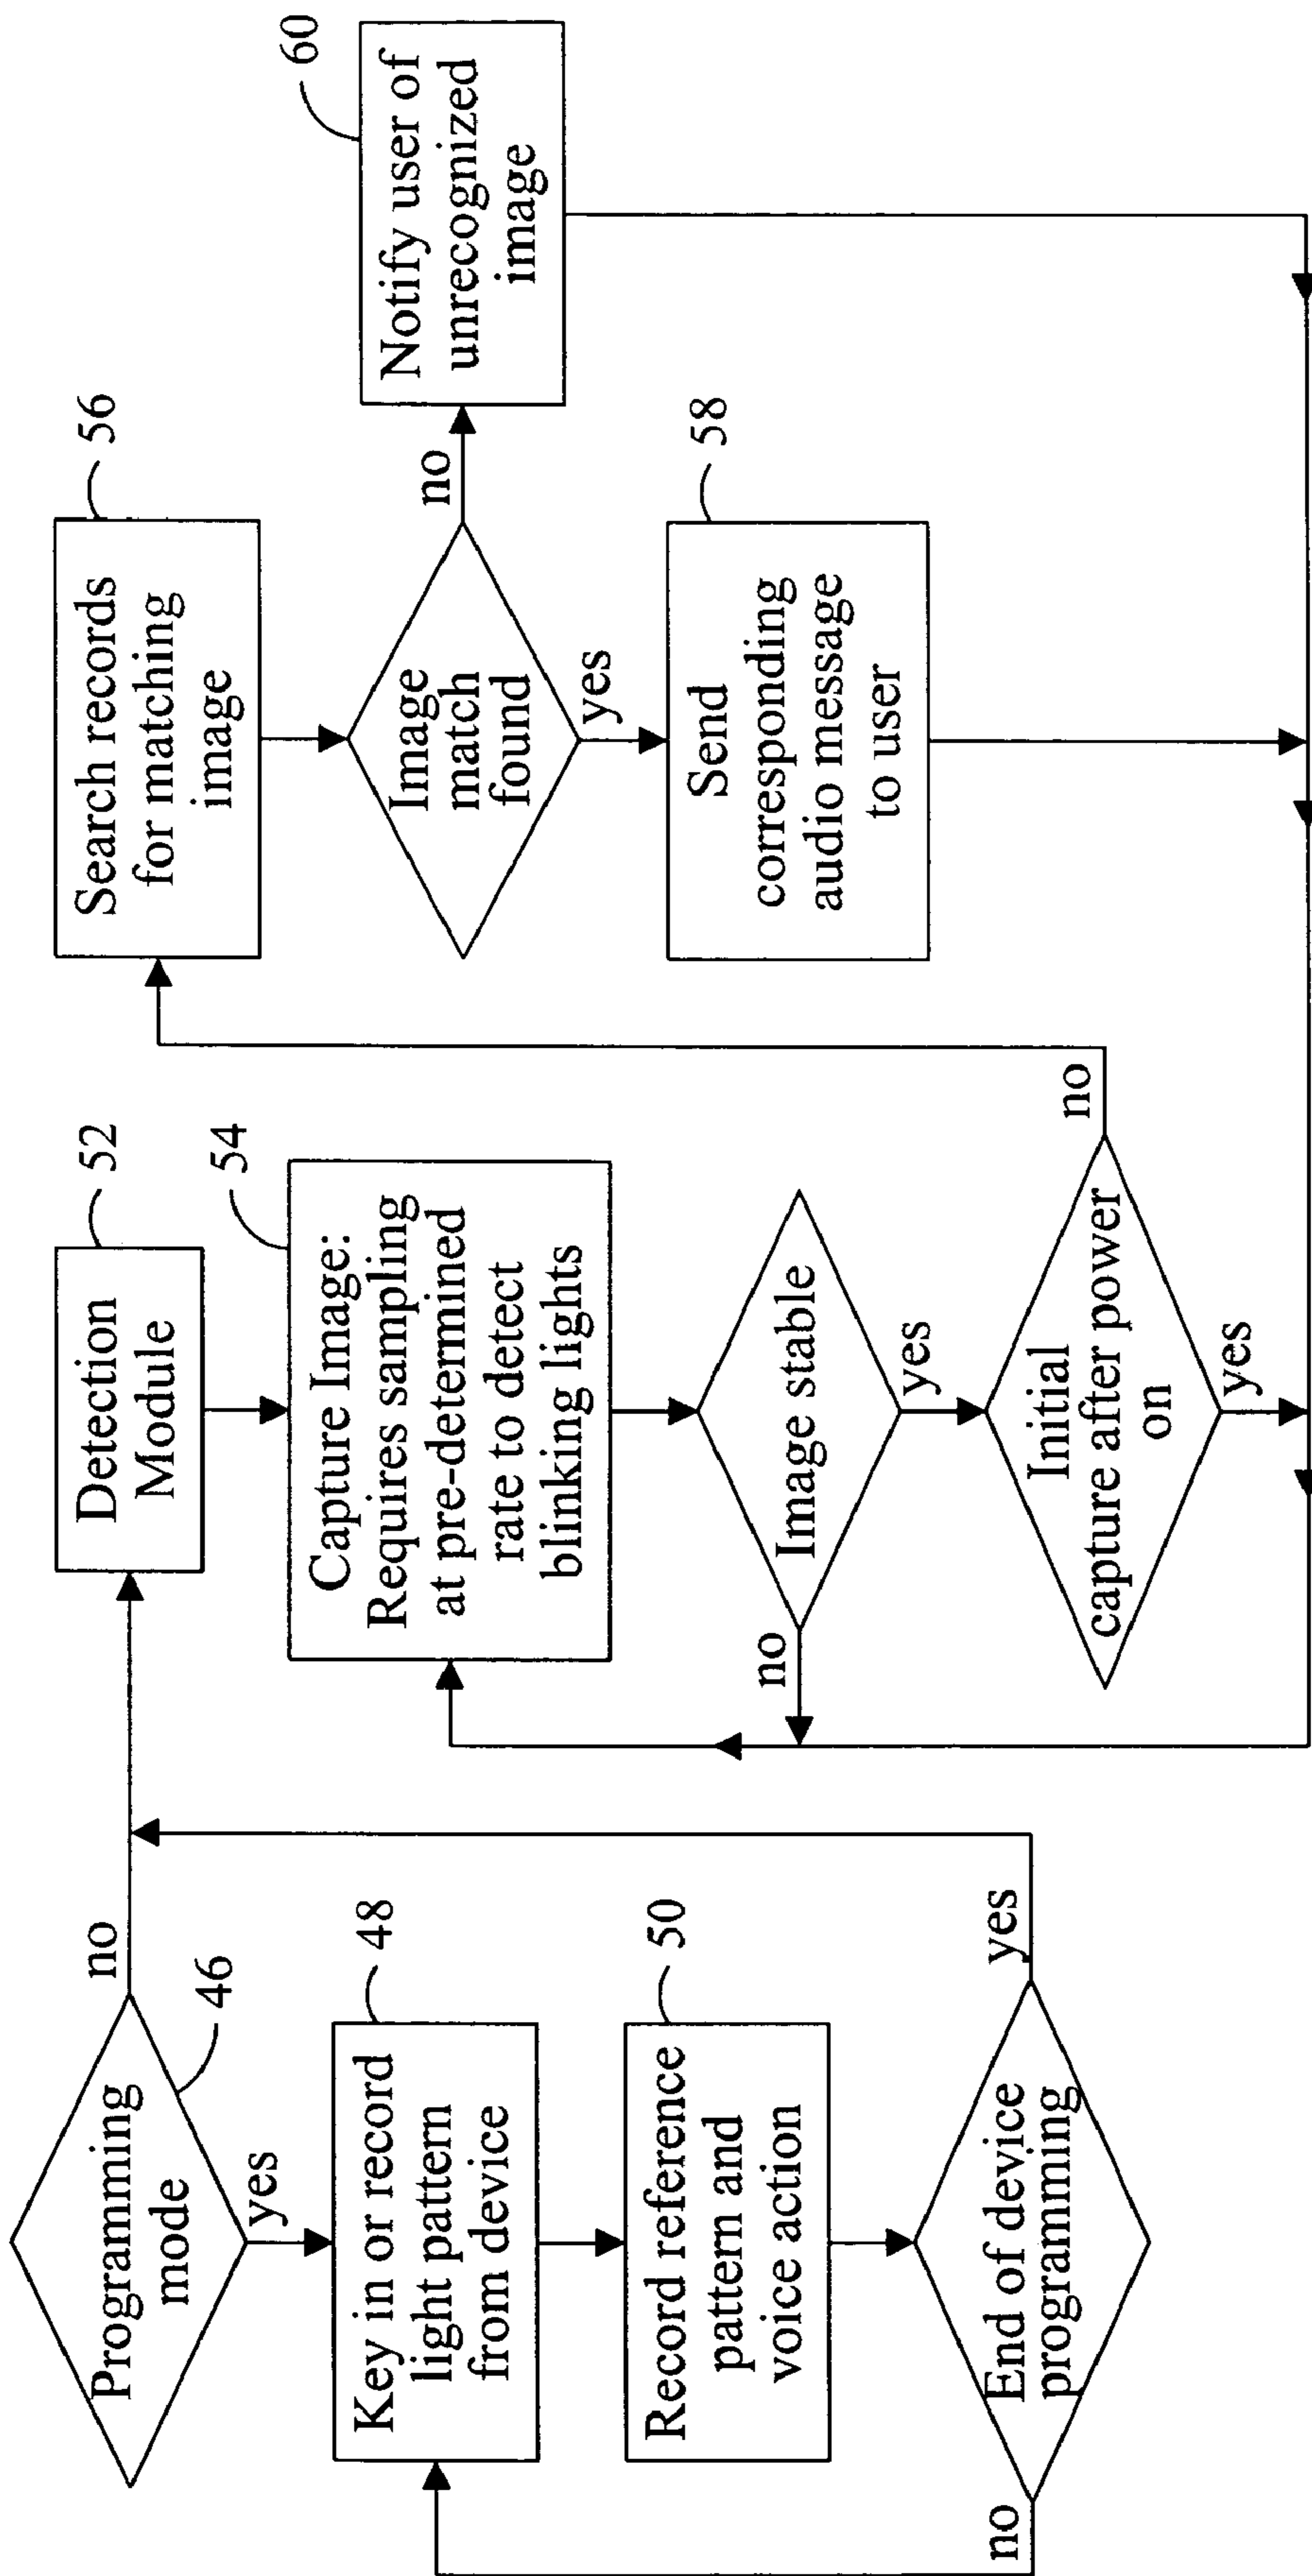 Programming
mode
46
no
yes
Key in or record
light pattern
from device
48
Record reference
pattern and
voice action
50
End of device
programming
no
yes
Detection
Module
52
Capture Image:
Requires sampling
at pre-determined
rate to detect
blinking lights
54
Image stable
no
yes
Initial
capture after power
on
no
yes
Search records
for matching
image
56
Image
match
found
no
yes
Send
corresponding
audio message
to user
58
Notify user of
unrecognized
image
60